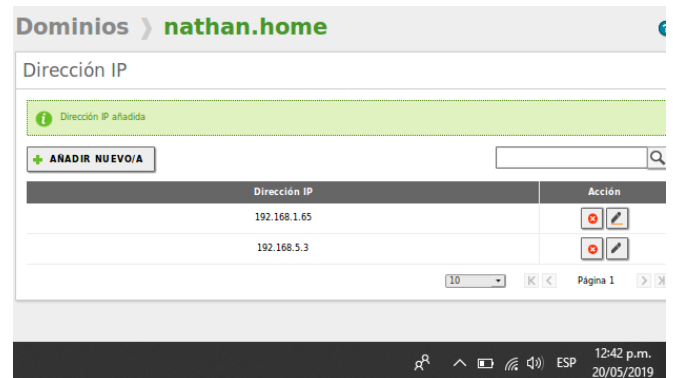 Dominios nathan.home
Dirección IP
Dirección IP añadida
AÑADIR NUEVO/A
Dirección IP Acción
192.168.1.65
192.168.5.3
10 Página 1
ESP 12:42 p.m.
20/05/2019